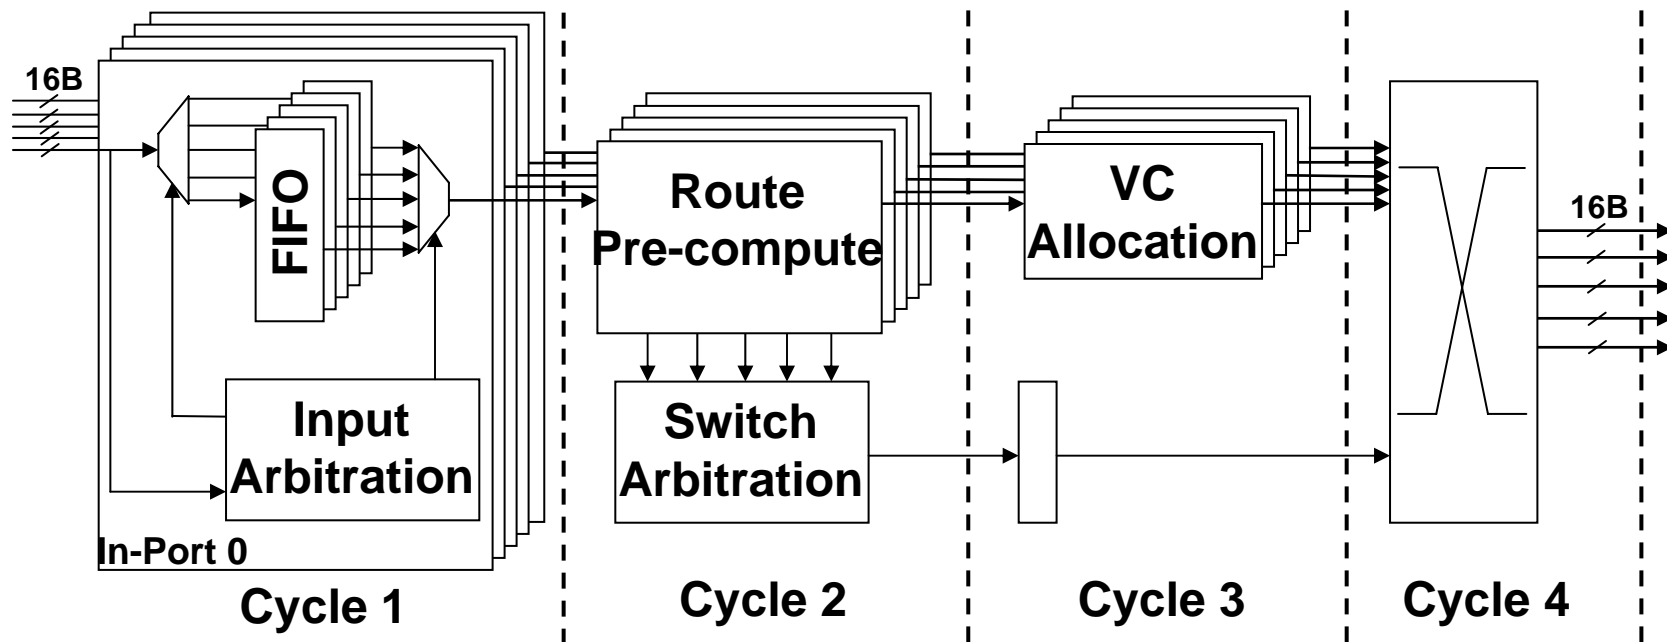 16B
FIFO
Input
Arbitration
In-Port 0
Cycle 1
Route
Pre-compute
Switch
Arbitration
Cycle 2
VC
Allocation
Cycle 3
16B
Cycle 4